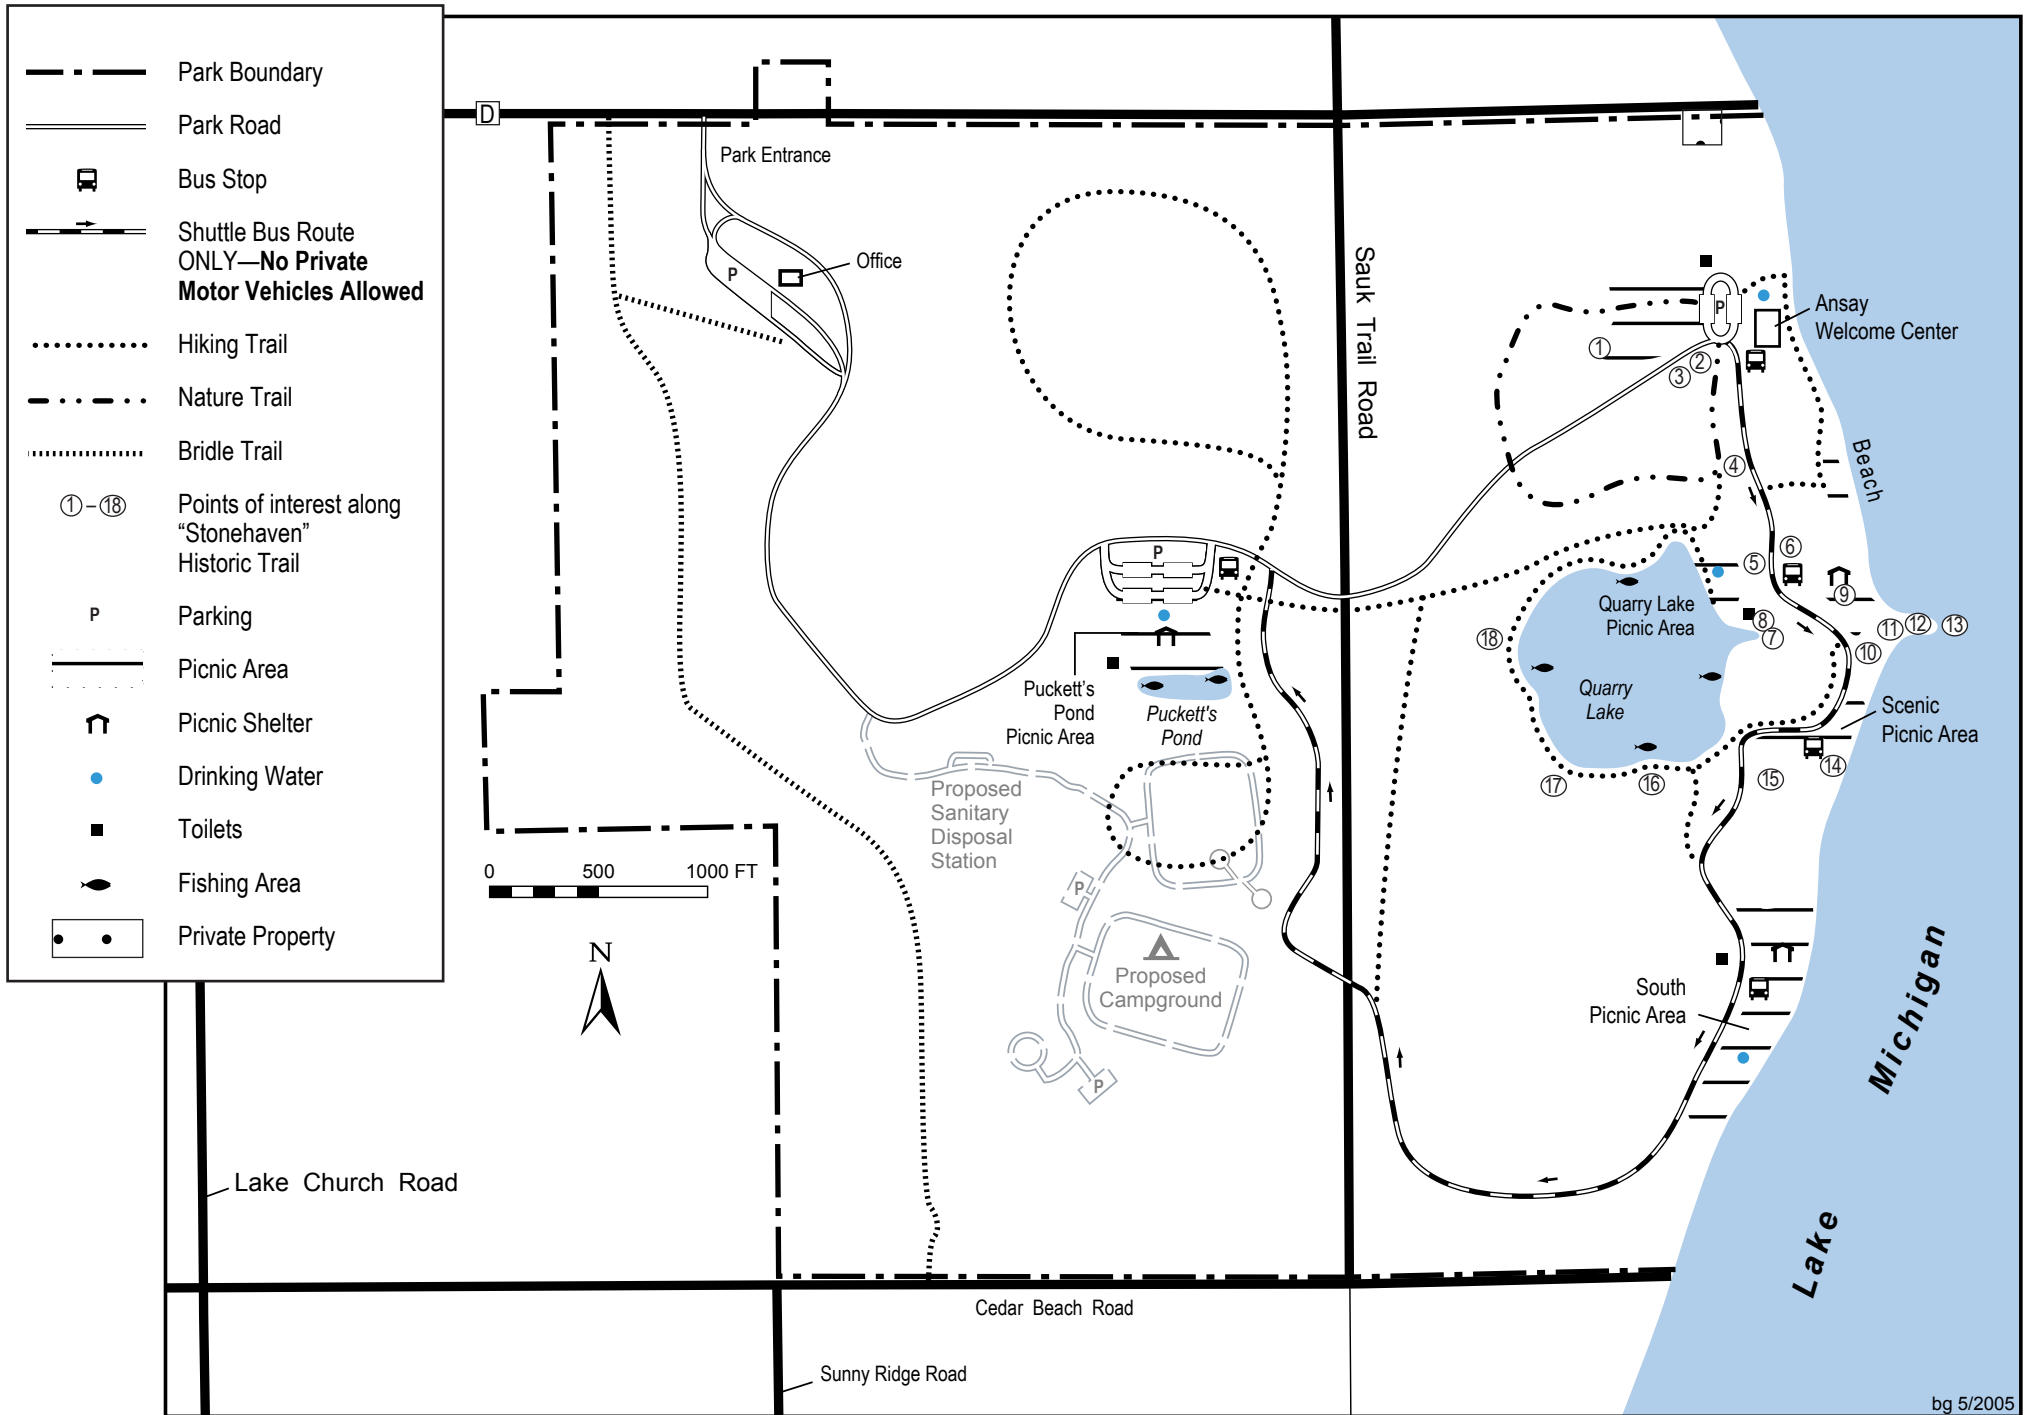 Park Boundary
Park Road
Bus Stop
Shuttle Bus Route
ONLY—No Private
Motor Vehicles Allowed
Hiking Trail
Nature Trail
Bridle Trail
①–⑱
Points of interest along
“Stonehaven”
Historic Trail
P
Parking
Picnic Area
Picnic Shelter
Drinking Water
Toilets
Fishing Area
Private Property
D
Park Entrance
P
Office
Sauk Trail Road
P
Ansay
Welcome Center
①
②
③
④
Beach
⑤
⑥
P
Quarry Lake
Picnic Area
⑧
⑦
⑨
⑩
⑪
⑫
⑬
⑱
Quarry
Lake
Puckett’s
Pond
Picnic Area
Puckett's
Pond
Scenic
Picnic Area
⑭
⑮
⑯
⑰
Proposed
Sanitary
Disposal
Station
0 500 1000 FT
P
N
Proposed
Campground
South
Picnic Area
P
Lake Michigan
Lake Church Road
Cedar Beach Road
Sunny Ridge Road
bg 5/2005